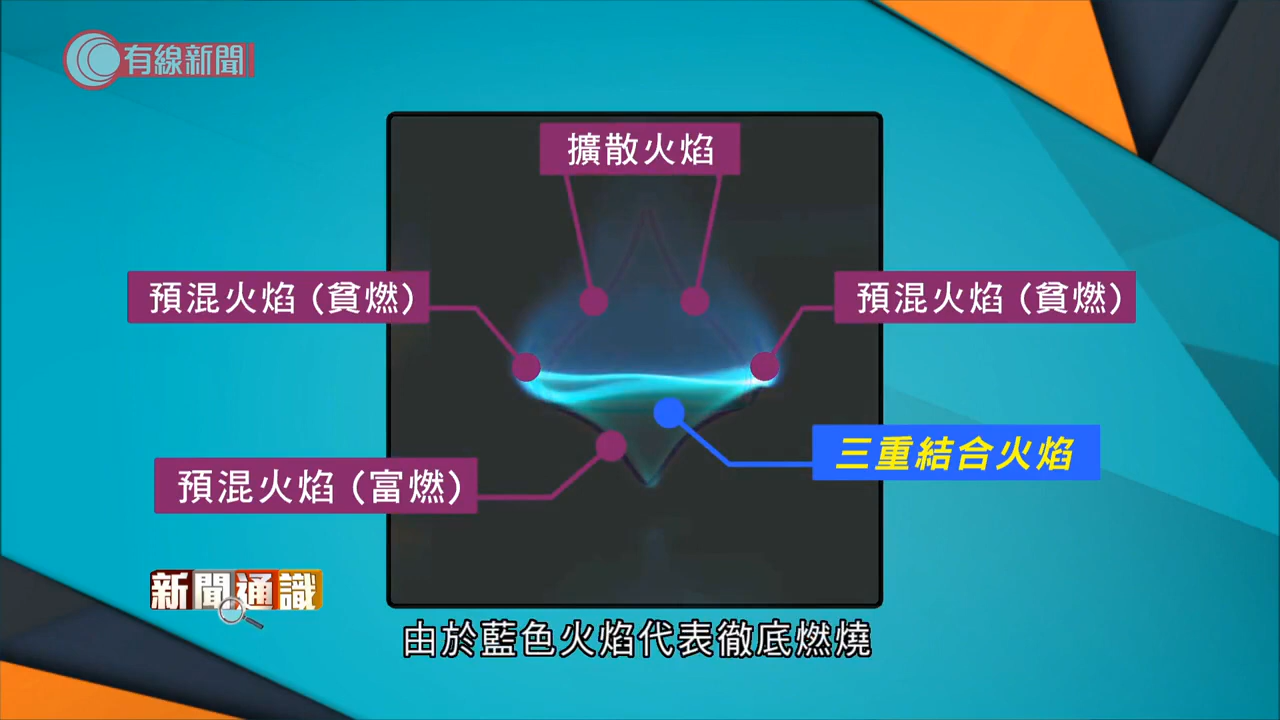 有線新聞
擴散火焰
預混火焰（貧燃）
預混火焰（貧燃）
三重結合火焰
預混火焰（富燃）
新聞通識
由於藍色火焰代表徹底燃燒